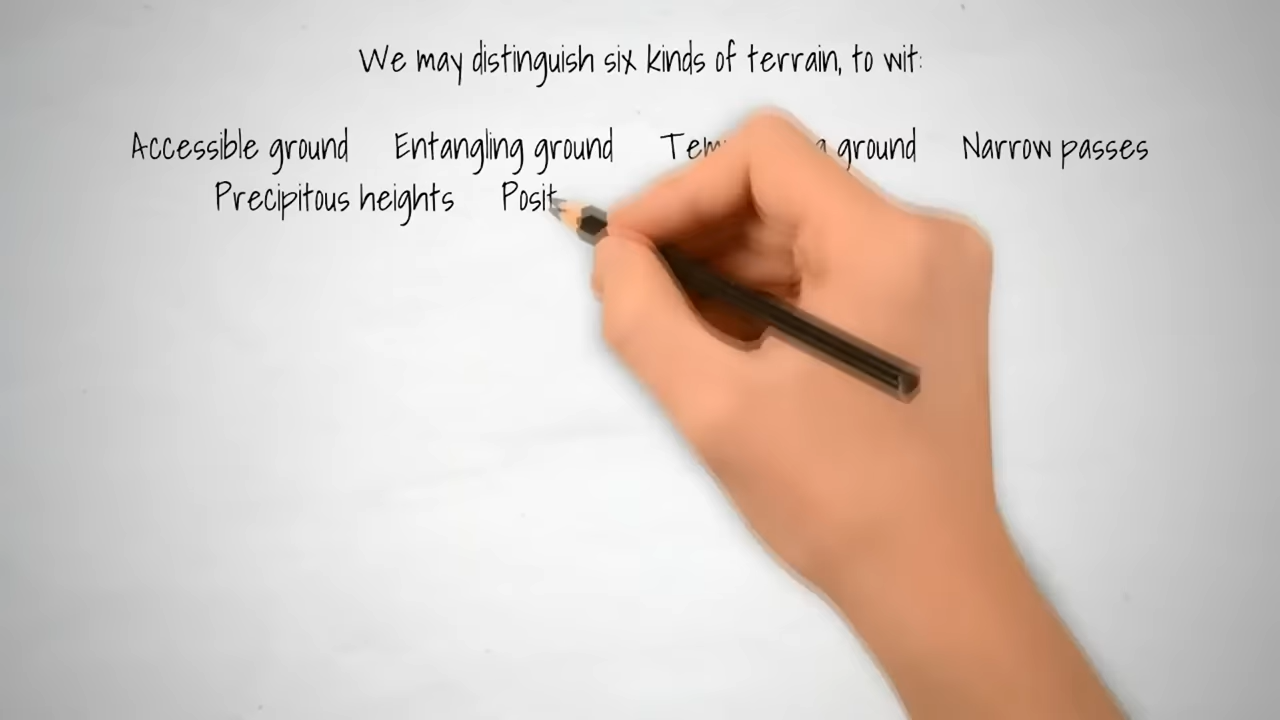 We may distinguish six kinds of terrain, to wit:
Accessible ground Entangling ground ground Narrow passes
Precipitous heights Posit